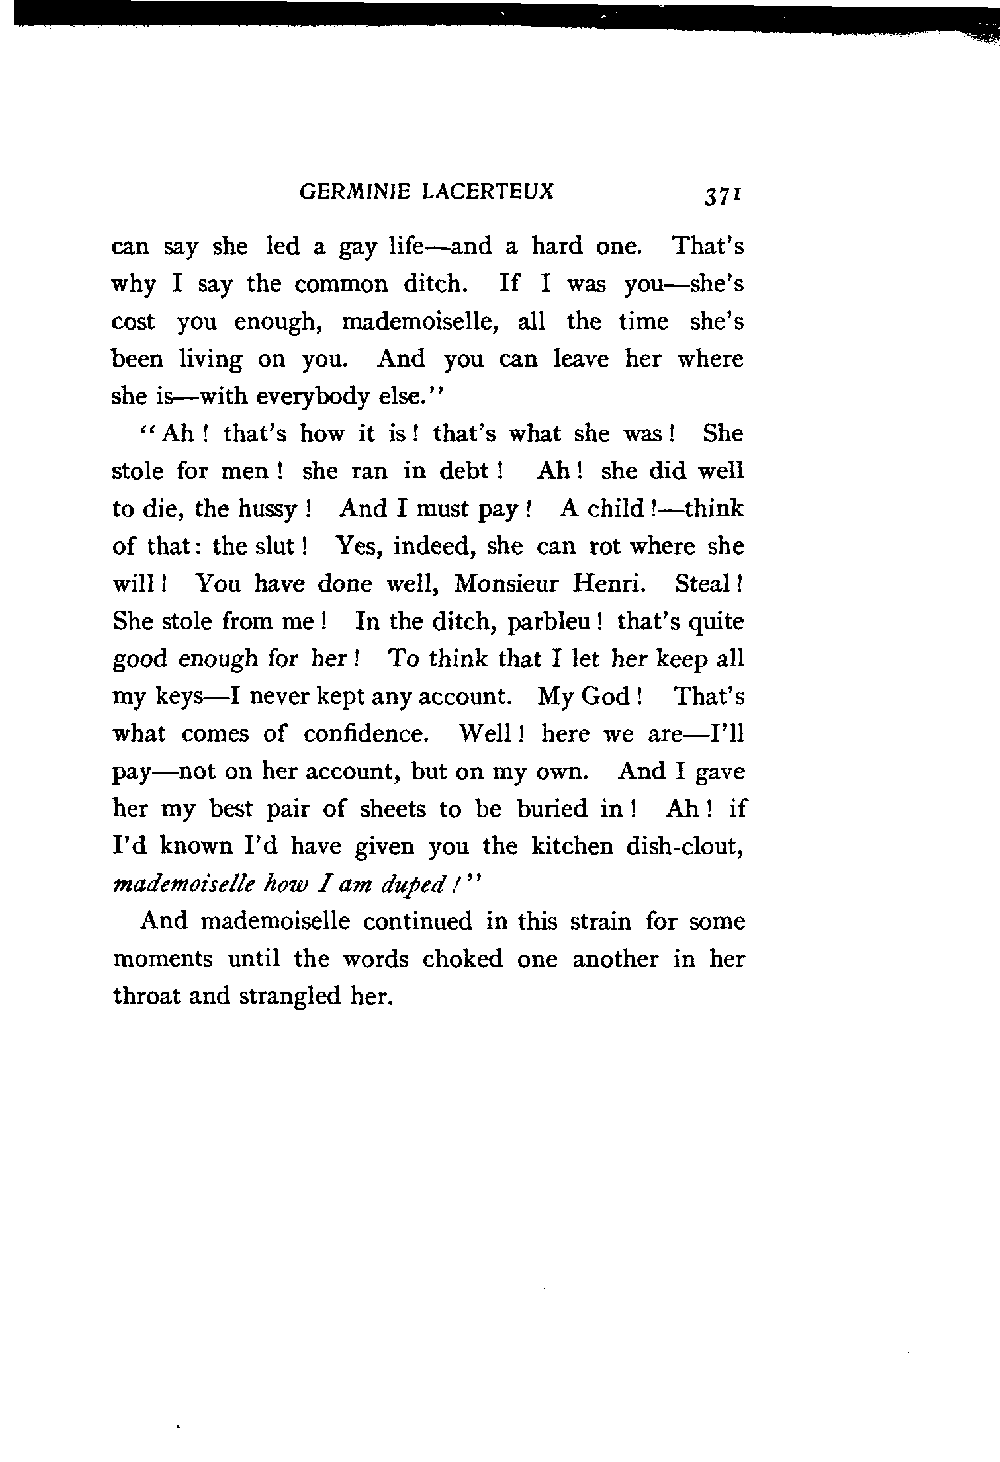 GERMINIE LACERTEUX 371
can say she led a gay life—and a hard one. That's
why I say the common ditch. If I was you—she's
cost you enough, mademoiselle, all the time she's
been living on you. And you can leave her where
she is—with everybody else."
"Ah! that's how it is! that's what she was! She
stole for men! she ran in debt! Ah! she did well
to die, the hussy! And I must pay! A child!—think
of that: the slut! Yes, indeed, she can rot where she
will! You have done well, Monsieur Henri. Steal!
She stole from me! In the ditch, parbleu! that's quite
good enough for her! To think that I let her keep all
my keys—I never kept any account. My God! That's
what comes of confidence. Well! here we are—I'll
pay—not on her account, but on my own. And I gave
her my best pair of sheets to be buried in! Ah! if
I'd known I'd have given you the kitchen dish-clout,
mademoiselle how I am duped!"
And mademoiselle continued in this strain for some
moments until the words choked one another in her
throat and strangled her.